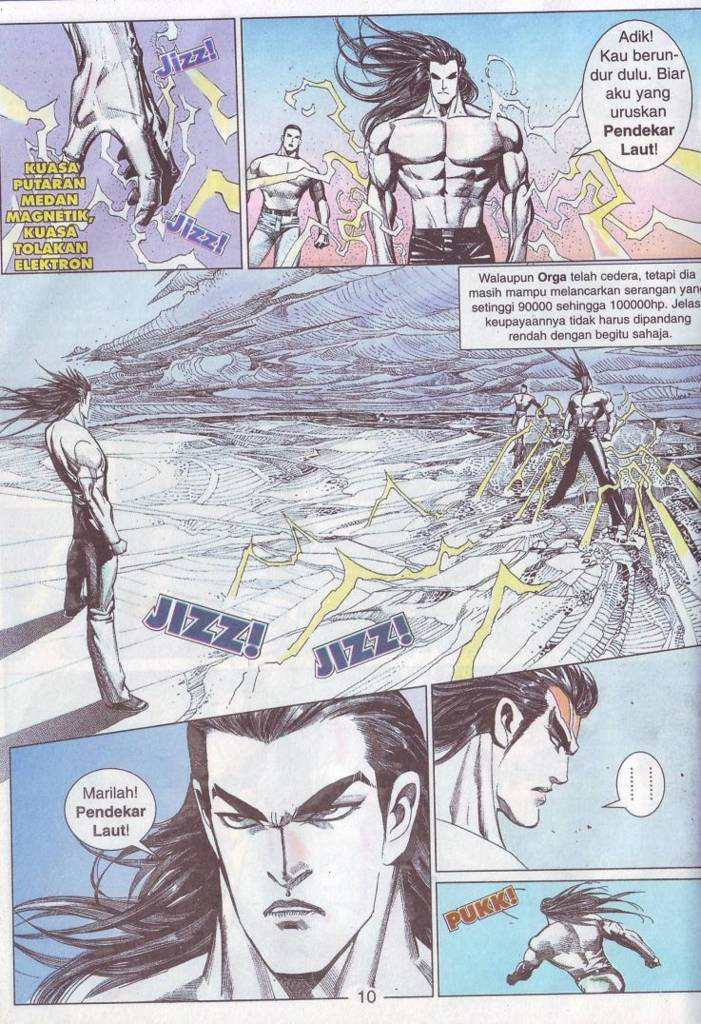 Jizz!
KUASA
PUTARAN
MEDAN
MAGNETIK,
KUASA
TOLAKAN
ELEKTRON
Jizz!
Adik!
Kau berun-
dur dulu. Biar
aku yang
uruskan
Pendekar
Laut!
Walaupun Orga telah cedera, tetapi dia
masih mampu melancarkan serangan yang
setinggi 90000 sehingga 100000hp. Jelas
keupayaannya tidak harus dipandang
rendah dengan begitu sahaja.
JIZZ!
JIZZ!
Marilah!
Pendekar
Laut!
......
PUKK!
10